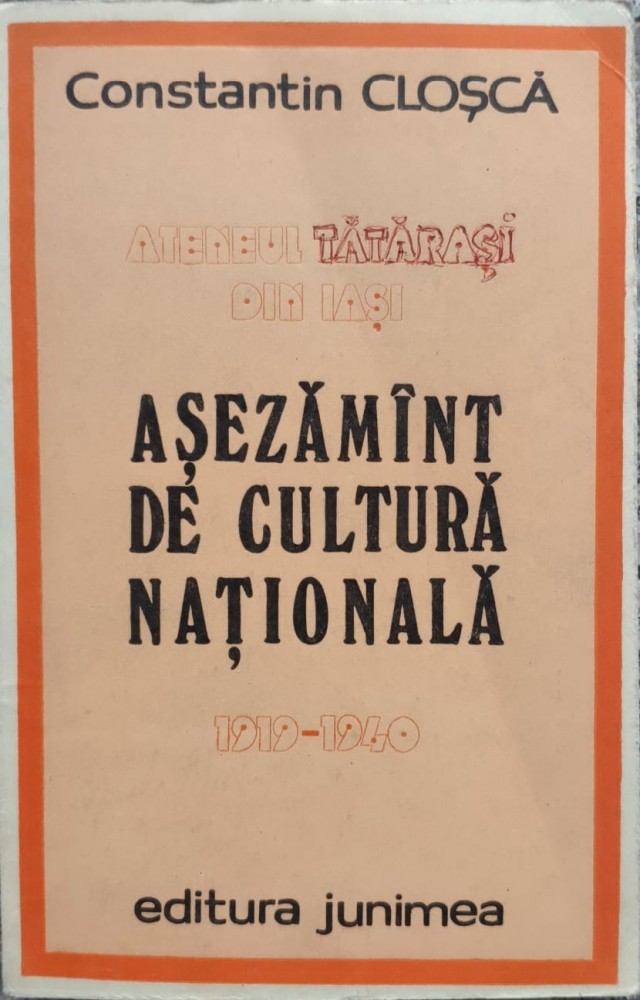 Constantin CLOȘCĂ
ATENEUL TĂTĂRAȘI
DIN IAȘI
AȘEZĂMÎNT
DE CULTURĂ
NAȚIONALĂ
1919-1940
editura junimea